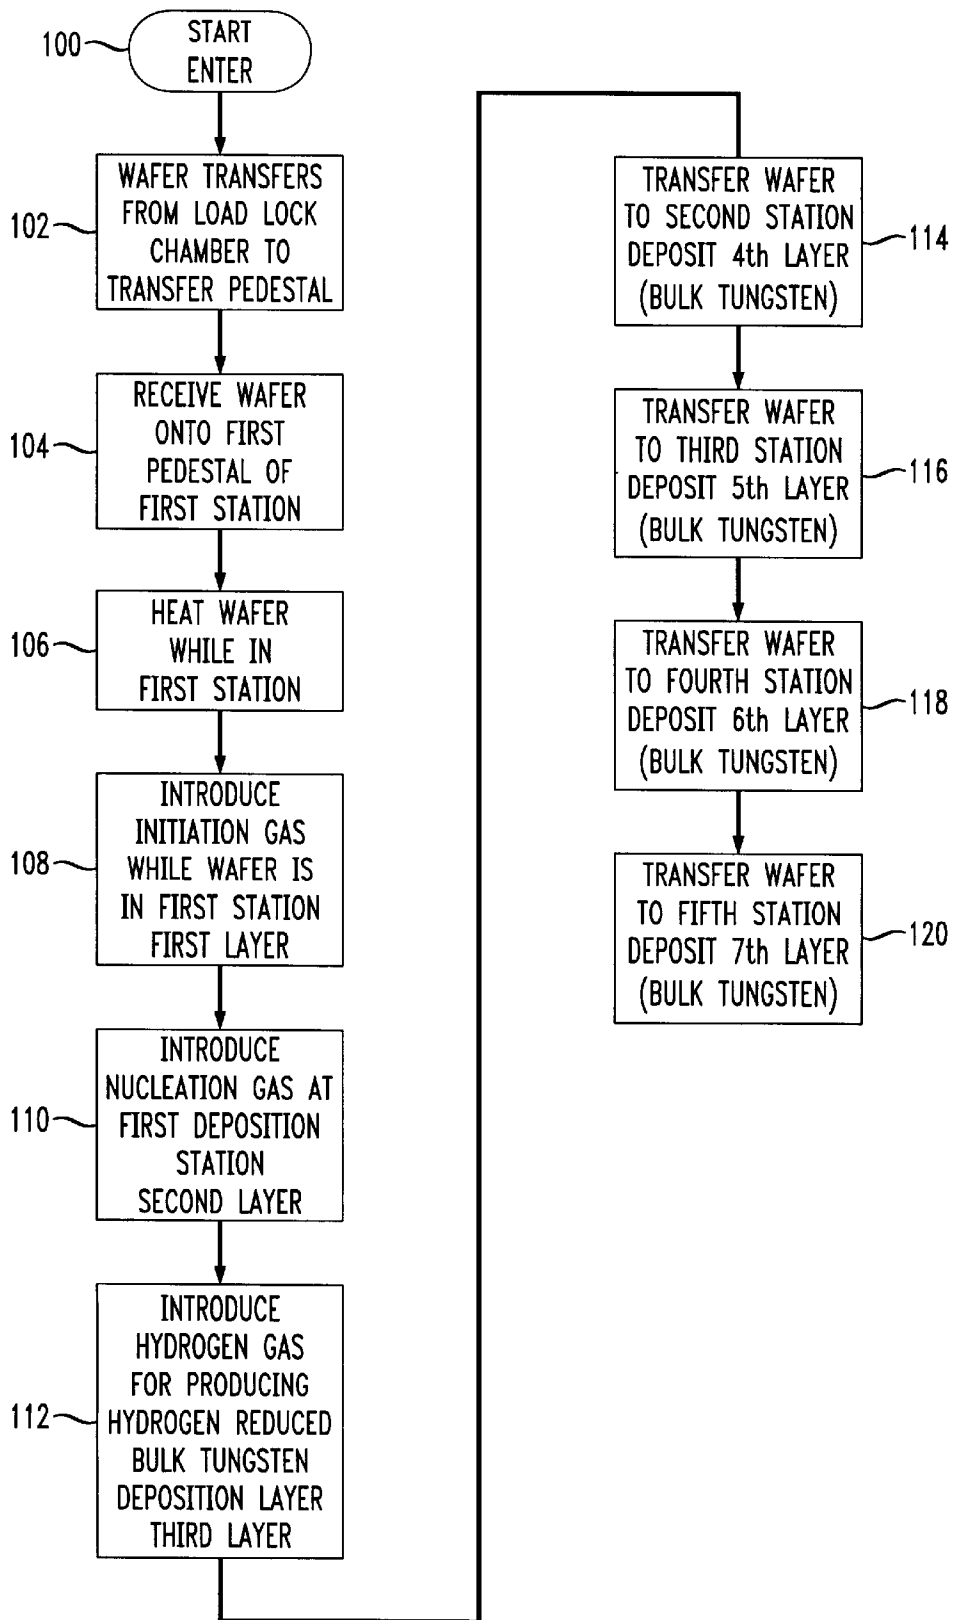 100
START
ENTER
102
WAFER TRANSFERS
FROM LOAD LOCK
CHAMBER TO
TRANSFER PEDESTAL
104
RECEIVE WAFER
ONTO FIRST
PEDESTAL OF
FIRST STATION
106
HEAT WAFER
WHILE IN
FIRST STATION
108
INTRODUCE
INITIATION GAS
WHILE WAFER IS
IN FIRST STATION
FIRST LAYER
110
INTRODUCE
NUCLEATION GAS AT
FIRST DEPOSITION
STATION
SECOND LAYER
112
INTRODUCE
HYDROGEN GAS
FOR PRODUCING
HYDROGEN REDUCED
BULK TUNGSTEN
DEPOSITION LAYER
THIRD LAYER
TRANSFER WAFER
TO SECOND STATION
DEPOSIT 4th LAYER
(BULK TUNGSTEN)
114
TRANSFER WAFER
TO THIRD STATION
DEPOSIT 5th LAYER
(BULK TUNGSTEN)
116
TRANSFER WAFER
TO FOURTH STATION
DEPOSIT 6th LAYER
(BULK TUNGSTEN)
118
TRANSFER WAFER
TO FIFTH STATION
DEPOSIT 7th LAYER
(BULK TUNGSTEN)
120